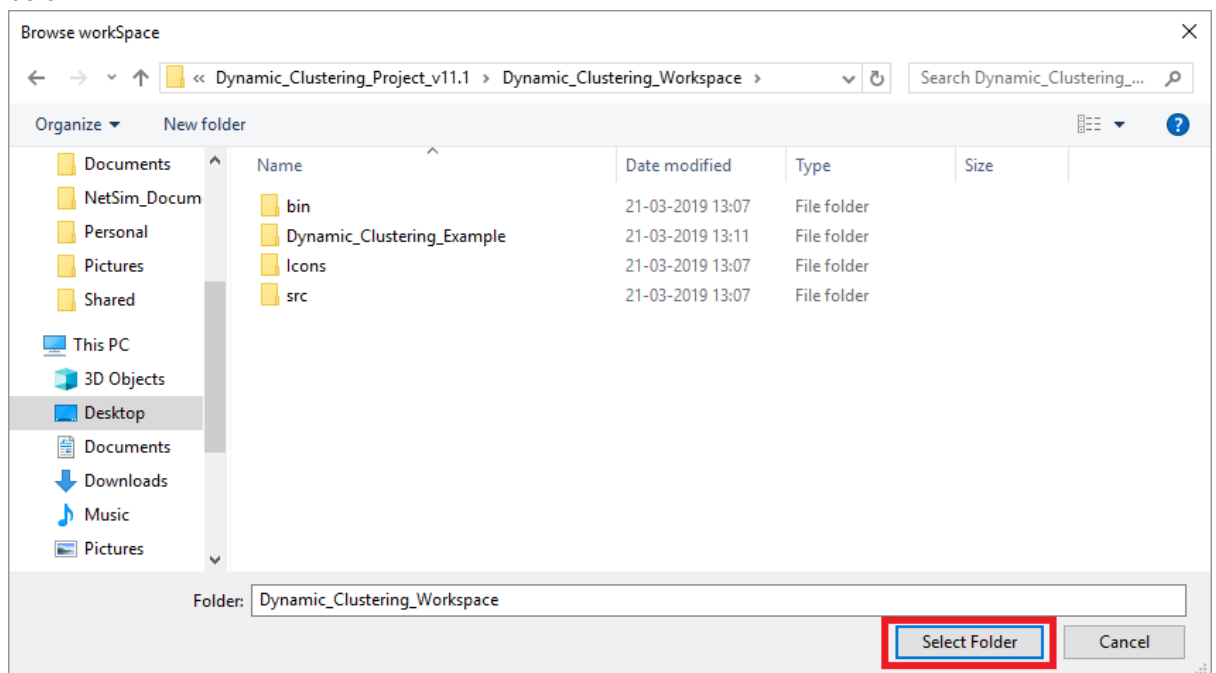 Browse workSpace
« Dynamic_Clustering_Project_v11.1 > Dynamic_Clustering_Workspace >
Search Dynamic_Clustering_...
Organize New folder
?
Name Date modified Type Size
Documents
NetSim_Docum
Personal
Pictures
Shared
This PC
3D Objects
Desktop
Documents
Downloads
Music
Pictures
bin 21-03-2019 13:07 File folder
Dynamic_Clustering_Example 21-03-2019 13:11 File folder
Icons 21-03-2019 13:07 File folder
src 21-03-2019 13:07 File folder
Folder: Dynamic_Clustering_Workspace
Select Folder Cancel